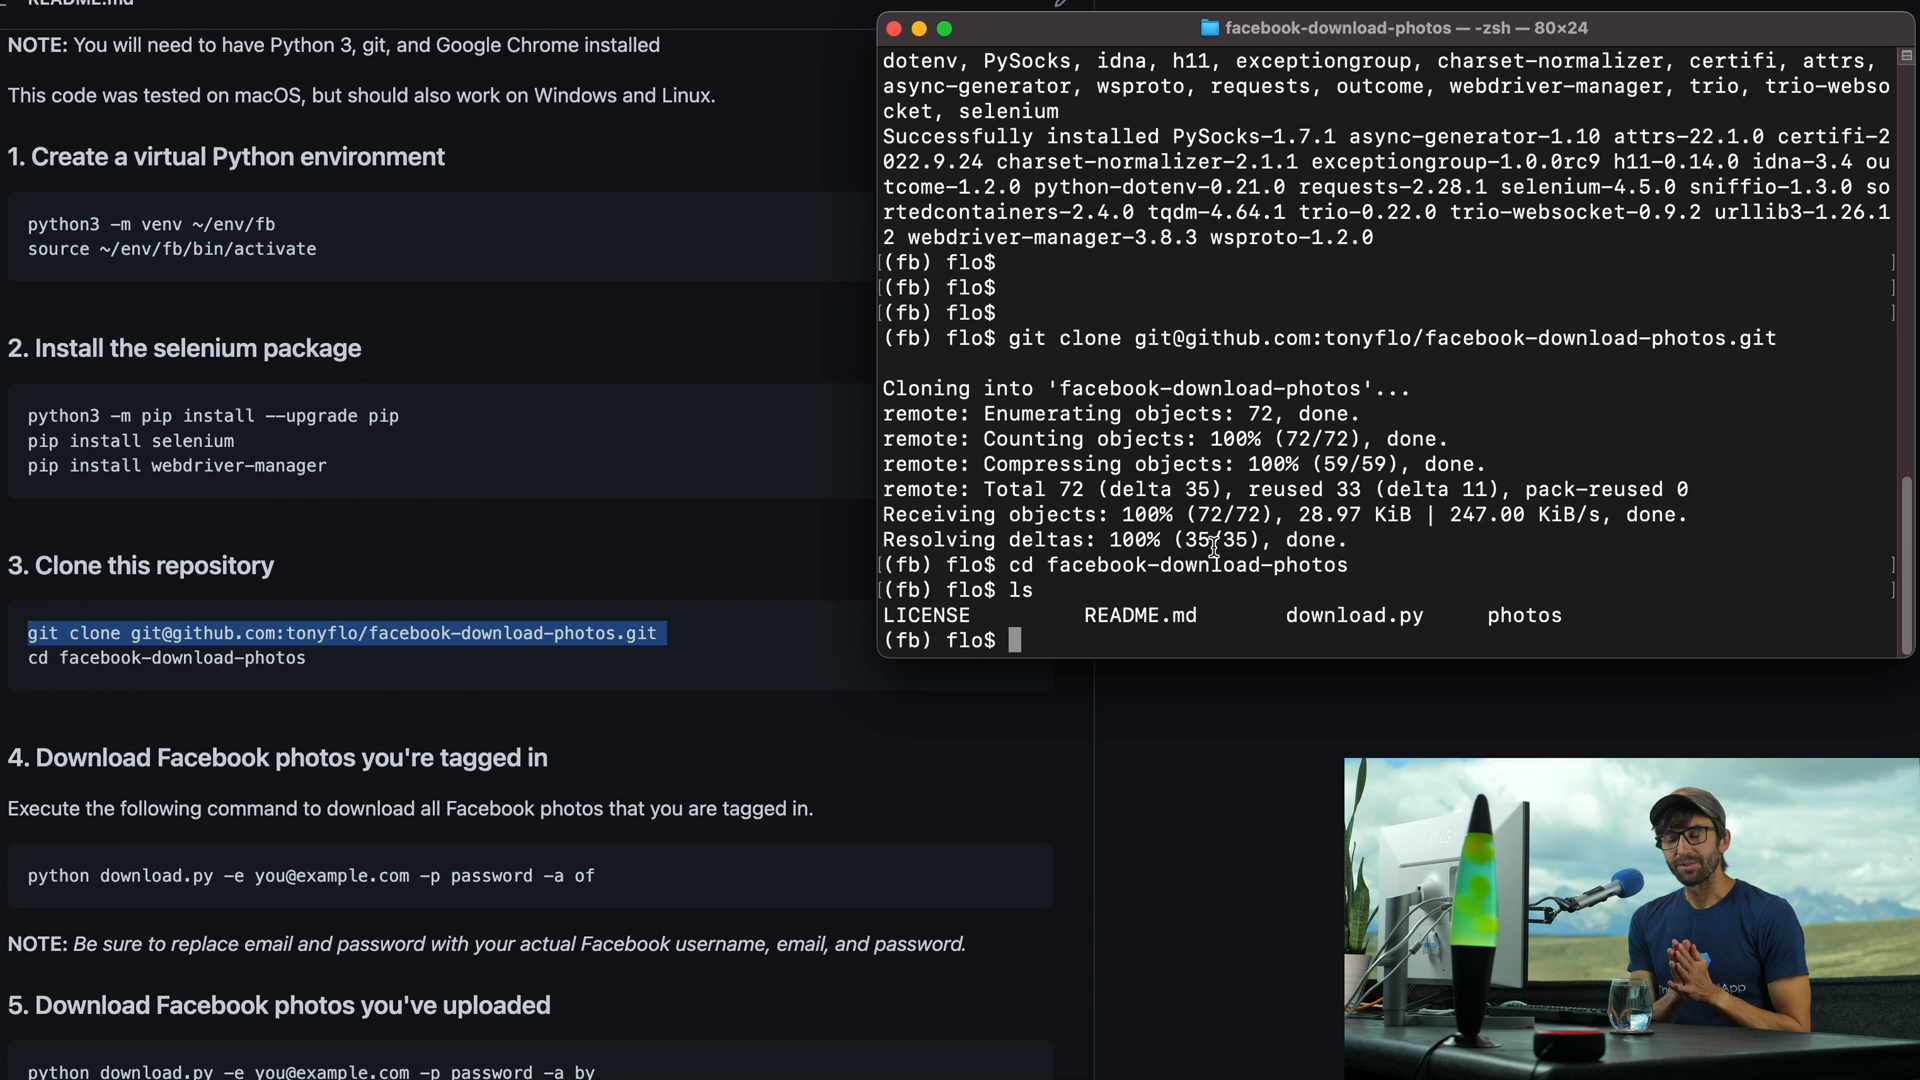 README.md
NOTE: You will need to have Python 3, git, and Google Chrome installed
This code was tested on macOS, but should also work on Windows and Linux.
1. Create a virtual Python environment
python3 -m venv ~/env/fb
source ~/env/fb/bin/activate
2. Install the selenium package
python3 -m pip install --upgrade pip
pip install selenium
pip install webdriver-manager
3. Clone this repository
git clone git@github.com:tonyflo/facebook-download-photos.git
cd facebook-download-photos
4. Download Facebook photos you're tagged in
Execute the following command to download all Facebook photos that you are tagged in.
python download.py -e you@example.com -p password -a of
NOTE: Be sure to replace email and password with your actual Facebook username, email, and password.
5. Download Facebook photos you've uploaded
python download.py -e you@example.com -p password -a by
facebook-download-photos — -zsh — 80×24
dotenv, PySocks, idna, h11, exceptiongroup, charset-normalizer, certifi, attrs,
async-generator, wsproto, requests, outcome, webdriver-manager, trio, trio-webso
cket, selenium
Successfully installed PySocks-1.7.1 async-generator-1.10 attrs-22.1.0 certifi-2
022.9.24 charset-normalizer-2.1.1 exceptiongroup-1.0.0rc9 h11-0.14.0 idna-3.4 ou
tcome-1.2.0 python-dotenv-0.21.0 requests-2.28.1 selenium-4.5.0 sniffio-1.3.0 so
rtedcontainers-2.4.0 tqdm-4.64.1 trio-0.22.0 trio-websocket-0.9.2 urllib3-1.26.1
2 webdriver-manager-3.8.3 wsproto-1.2.0
[(fb) flo$ ]
[(fb) flo$ ]
[(fb) flo$ ]
(fb) flo$ git clone git@github.com:tonyflo/facebook-download-photos.git
Cloning into 'facebook-download-photos'...
remote: Enumerating objects: 72, done.
remote: Counting objects: 100% (72/72), done.
remote: Compressing objects: 100% (59/59), done.
remote: Total 72 (delta 35), reused 33 (delta 11), pack-reused 0
Receiving objects: 100% (72/72), 28.97 KiB | 247.00 KiB/s, done.
Resolving deltas: 100% (35/35), done.
[(fb) flo$ cd facebook-download-photos ]
[(fb) flo$ ls ]
LICENSE README.md download.py photos
(fb) flo$
LG